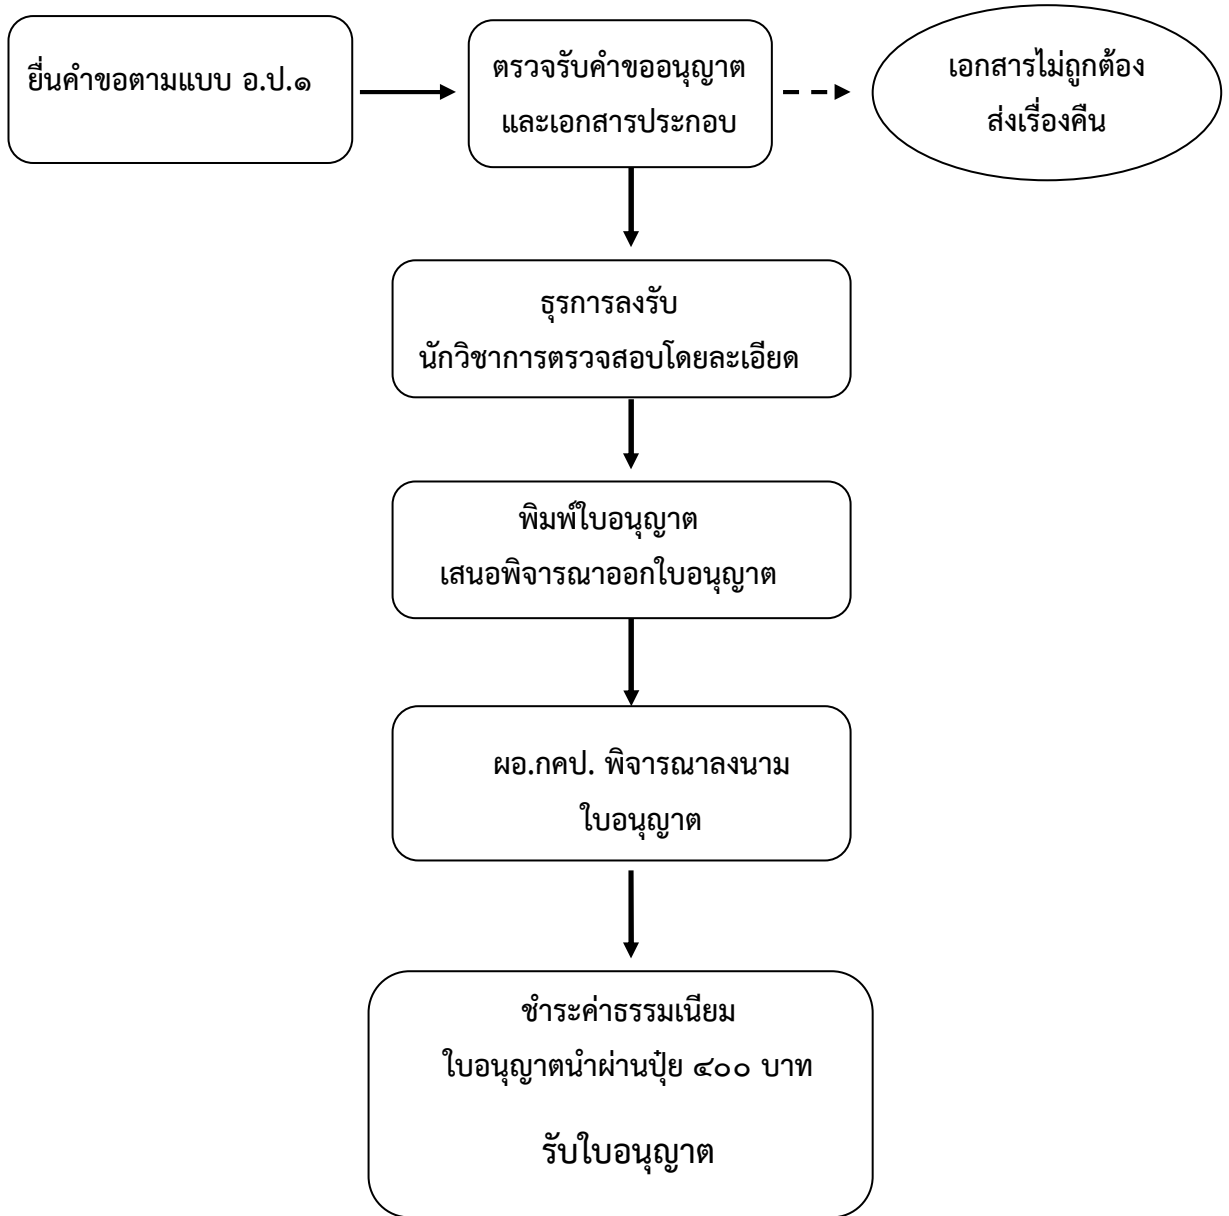 ยื่นคำขอตามแบบ อ.ป.๑
ตรวจรับคำขออนุญาต
และเอกสารประกอบ
เอกสารไม่ถูกต้อง
ส่งเรื่องคืน
ธุรการลงรับ
นักวิชาการตรวจสอบโดยละเอียด
พิมพ์ใบอนุญาต
เสนอพิจารณาออกใบอนุญาต
ผอ.กคป. พิจารณาลงนาม
ใบอนุญาต
ชำระค่าธรรมเนียม
ใบอนุญาตนำผ่านปุ๋ย ๔๐๐ บาท
รับใบอนุญาต